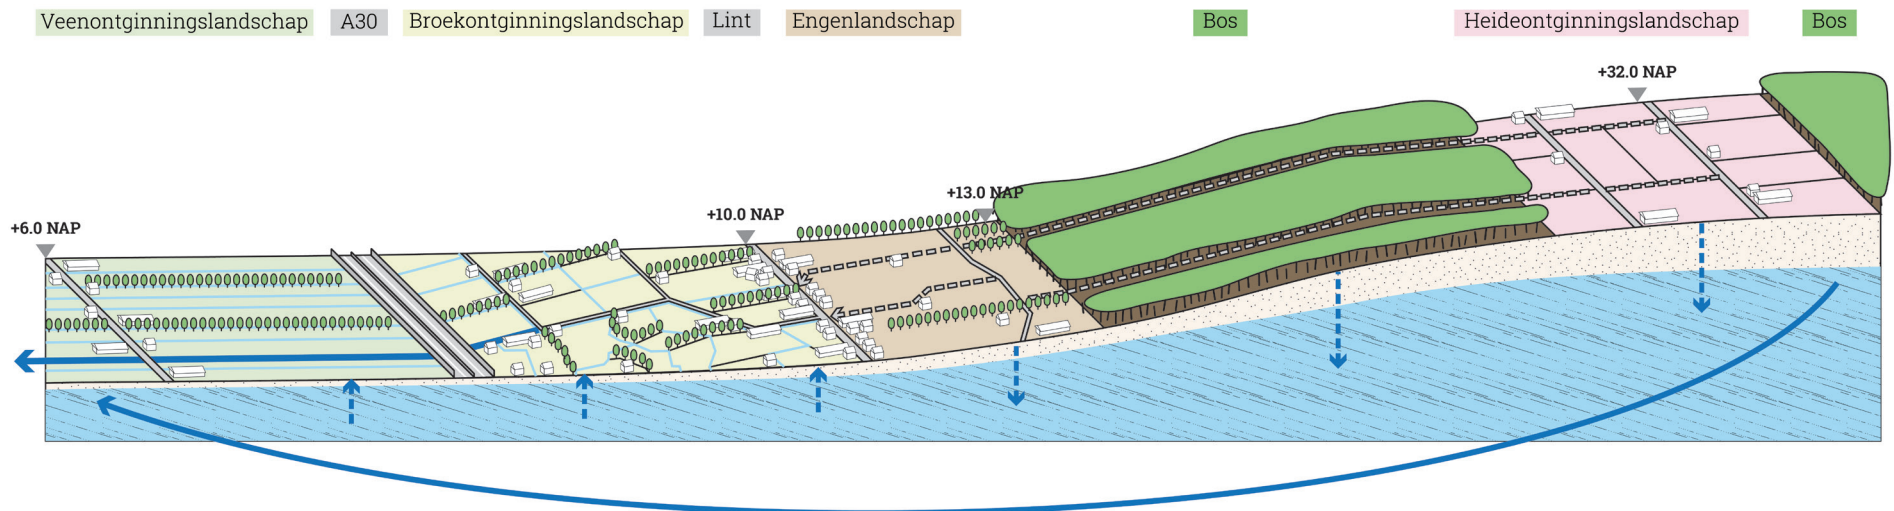 Veenontginningslandschap A30 Broekontginningslandschap Lint Engenlandschap Bos Heideontginningslandschap Bos
+32.0 NAP
+13.0 NAP
+10.0 NAP
+6.0 NAP